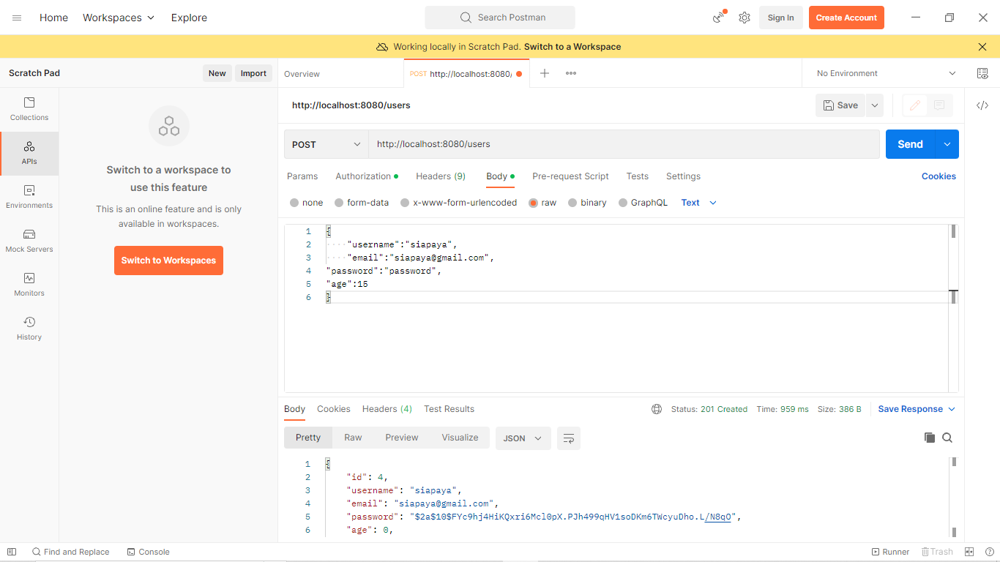 Home Workspaces Explore Search Postman Sign In Create Account
Working locally in Scratch Pad. Switch to a Workspace
Scratch Pad New Import Overview POST http://localhost:8080/ No Environment
http://localhost:8080/users Save
Collections
APIs
Environments
Mock Servers
Monitors
History
Switch to a workspace to
use this feature
This is an online feature and is only
available in workspaces.
Switch to Workspaces
POST http://localhost:8080/users Send
Params Authorization Headers (9) Body Pre-request Script Tests Settings Cookies
none form-data x-www-form-urlencoded raw binary GraphQL Text
1 {
2 "username":"siapaya",
3 "email":"siapaya@gmail.com",
4 "password":"password",
5 "age":15
6 }
Body Cookies Headers (4) Test Results Status: 201 Created Time: 959 ms Size: 386 B Save Response
Pretty Raw Preview Visualize JSON
1 {
2 "id": 4,
3 "username": "siapaya",
4 "email": "siapaya@gmail.com",
5 "password": "$2a$10$FYc9hj4HiKQxri6Mcl0pX.PJh499qHV1soDKm6TWcyuDho.L/N8qO",
6 "age": 0,
Find and Replace Console Runner Trash